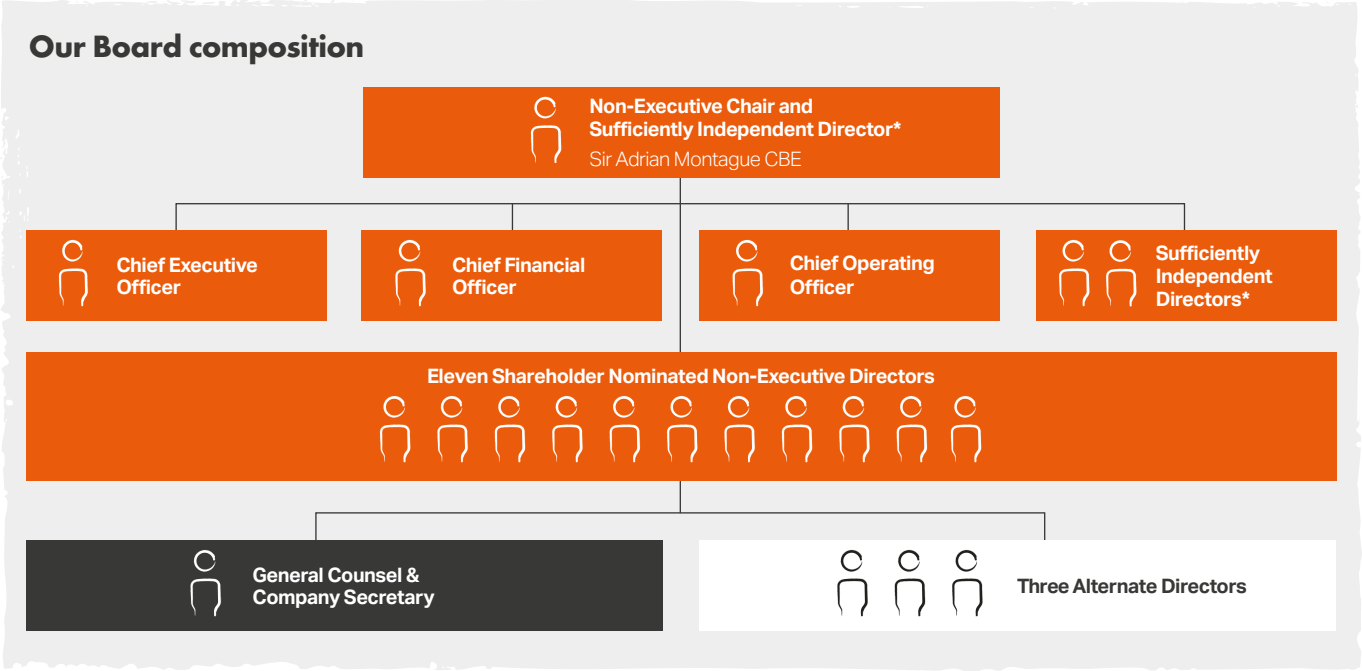 Our Board composition
Non-Executive Chair and
Sufficiently Independent Director*
Sir Adrian Montague CBE
Chief Executive
Officer
Chief Financial
Officer
Chief Operating
Officer
Sufficiently
Independent
Directors*
Eleven Shareholder Nominated Non-Executive Directors
General Counsel &
Company Secretary
Three Alternate Directors